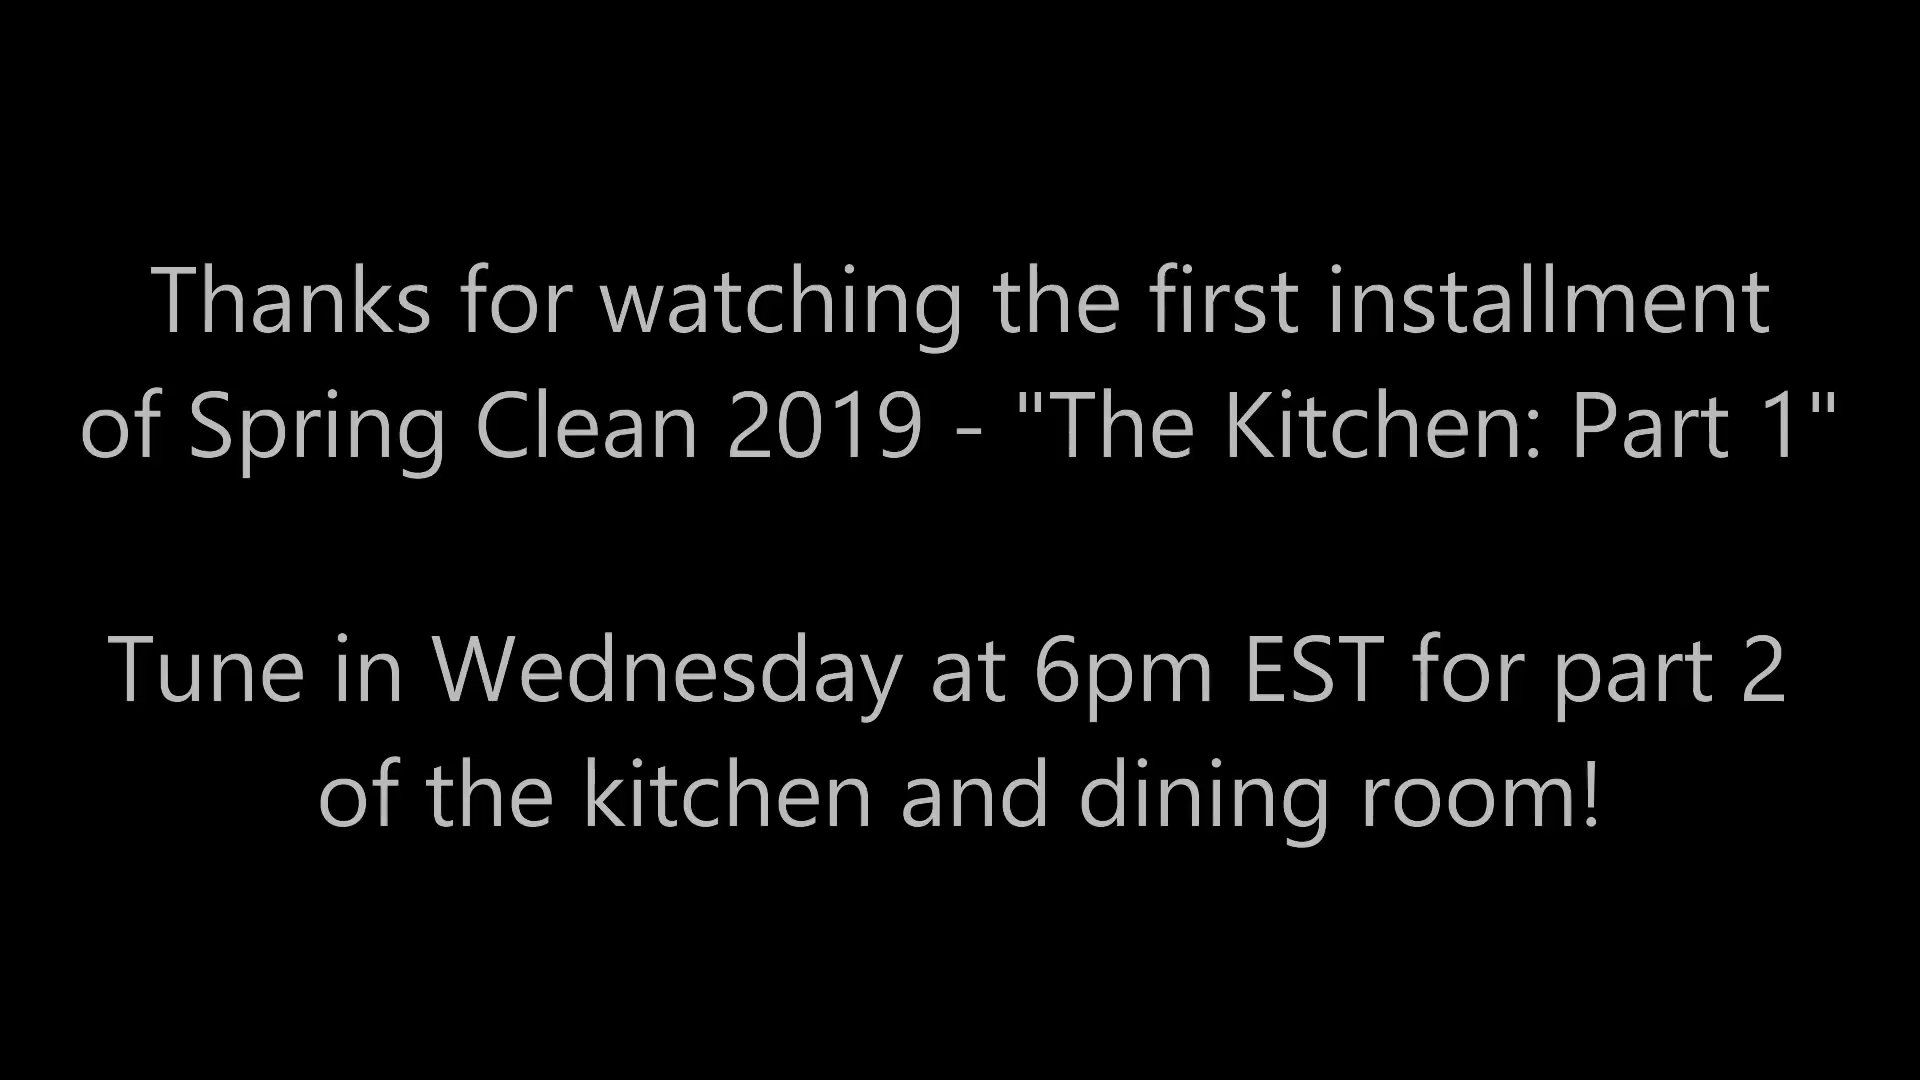 Thanks for watching the first installment
of Spring Clean 2019 - "The Kitchen: Part 1"
Tune in Wednesday at 6pm EST for part 2
of the kitchen and dining room!